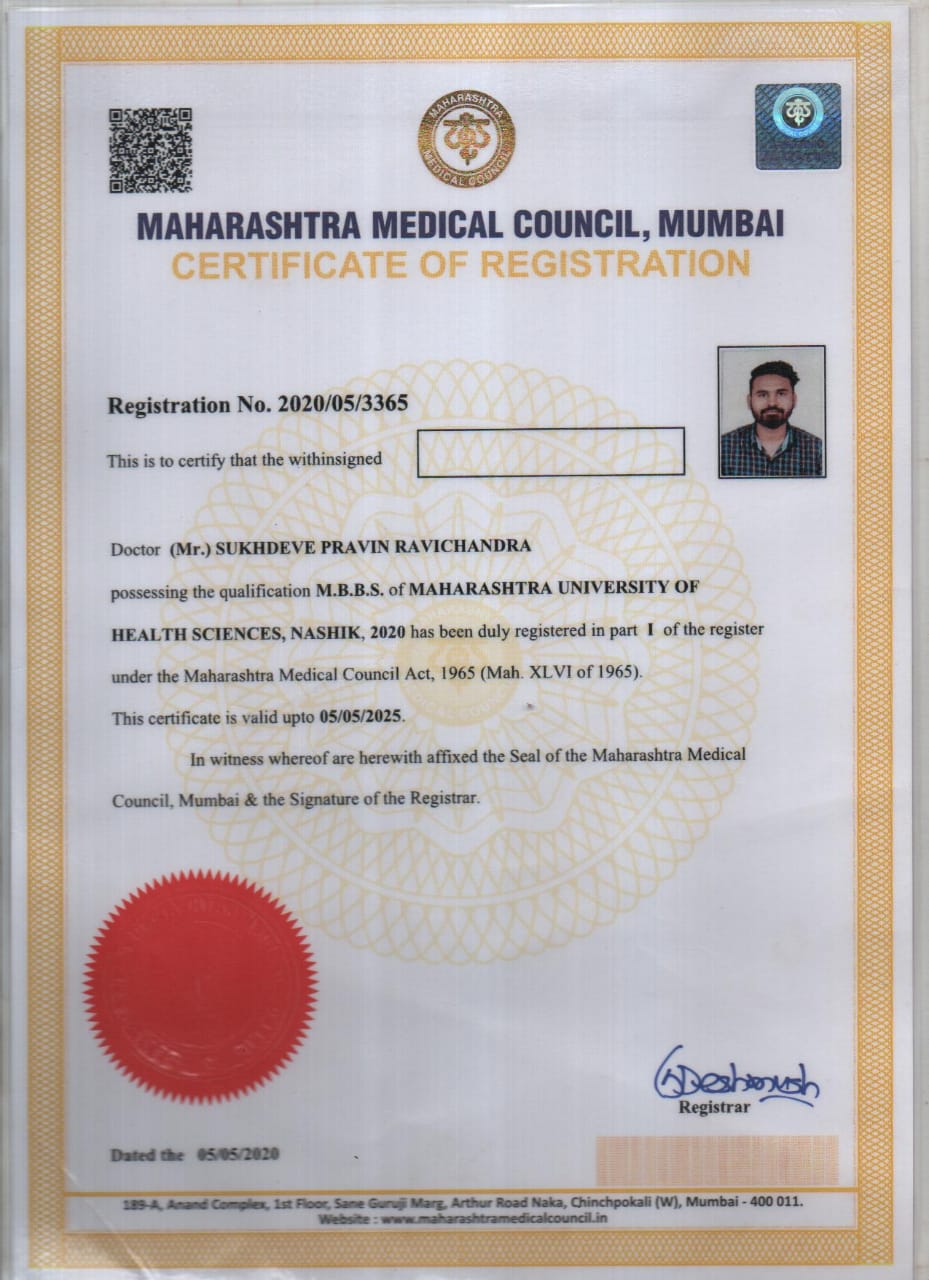 MAHARASHTRA
MEDICAL COUNCIL
MAHARASHTRA MEDICAL COUNCIL, MUMBAI
CERTIFICATE OF REGISTRATION
Registration No. 2020/05/3365
This is to certify that the withinsigned
Doctor (Mr.) SUKHDEVE PRAVIN RAVICHANDRA
possessing the qualification M.B.B.S. of MAHARASHTRA UNIVERSITY OF
HEALTH SCIENCES, NASHIK, 2020 has been duly registered in part I of the register
under the Maharashtra Medical Council Act, 1965 (Mah. XLVI of 1965).
This certificate is valid upto 05/05/2025.
In witness whereof are herewith affixed the Seal of the Maharashtra Medical
Council, Mumbai & the Signature of the Registrar.
Registrar
Dated the 05/05/2020
189-A, Anand Complex, 1st Floor, Sane Guruji Marg, Arthur Road Naka, Chinchpokali (W), Mumbai - 400 011.
Website : www.maharashtramedicalcouncil.in